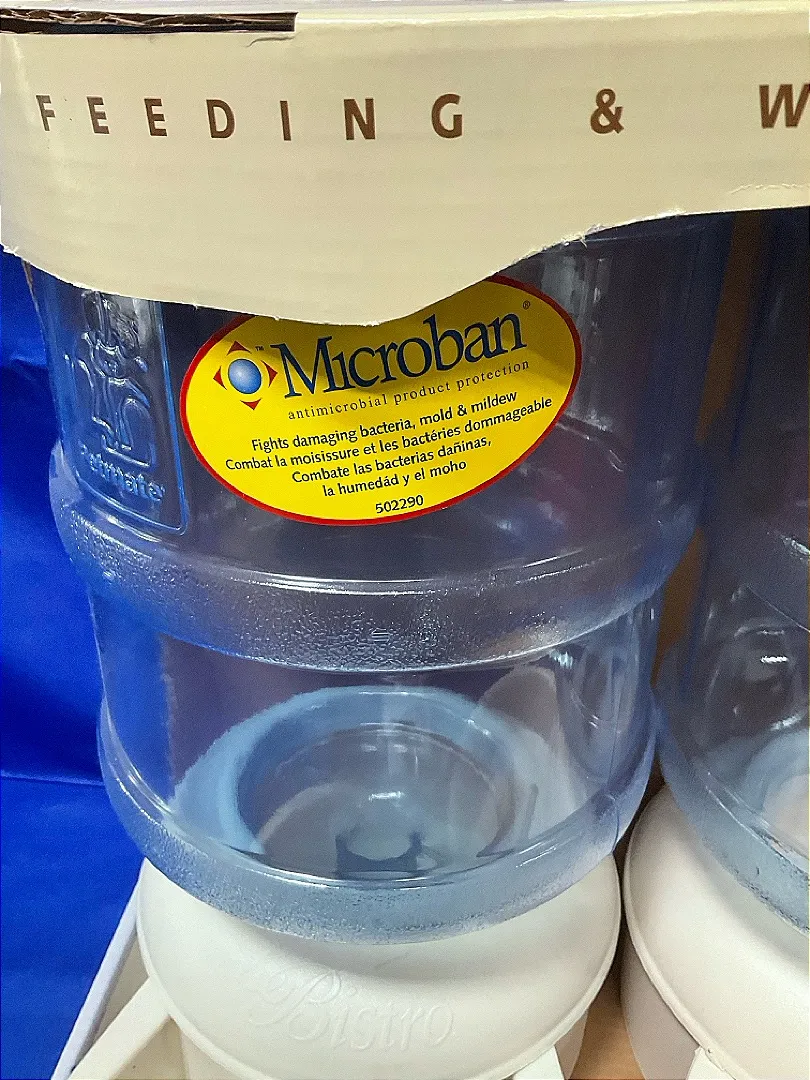 FEEDING & W
Microban®
™
antimicrobial product protection
Fights damaging bacteria, mold & mildew
Combat la moisissure et les bactéries dommageable
Combate las bacterias dañinas,
la humedád y el moho
502290
Petmate
Bistro